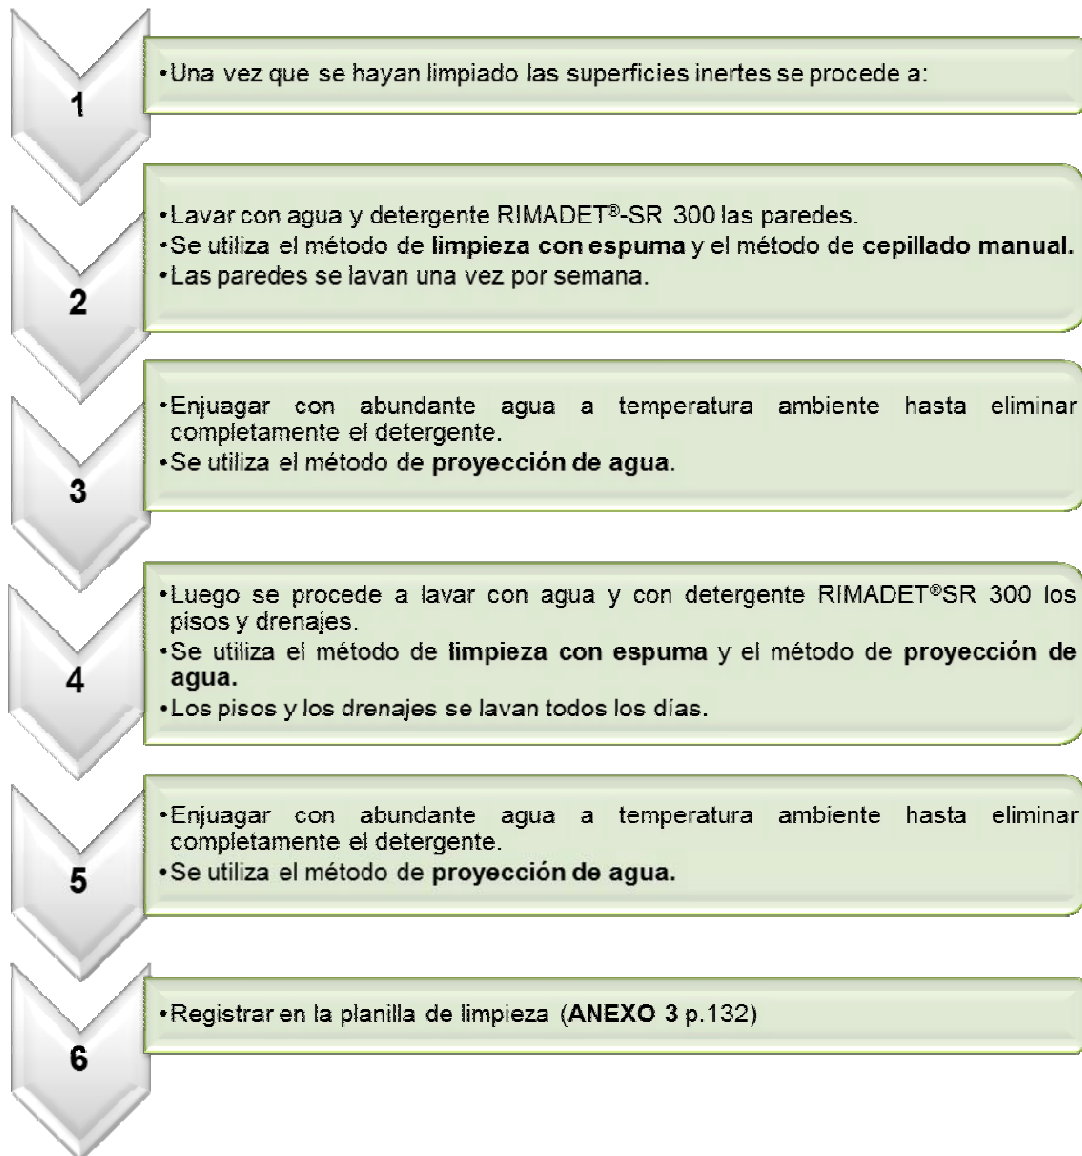 1
•Una vez que se hayan limpiado las superficies inertes se procede a:
2
•Lavar con agua y detergente RIMADET®-SR 300 las paredes.
•Se utiliza el método de limpieza con espuma y el método de cepillado manual.
•Las paredes se lavan una vez por semana.
3
•Enjuagar con abundante agua a temperatura ambiente hasta eliminar
completamente el detergente.
•Se utiliza el método de proyección de agua.
4
•Luego se procede a lavar con agua y con detergente RIMADET®SR 300 los
pisos y drenajes.
•Se utiliza el método de limpieza con espuma y el método de proyección de
agua.
•Los pisos y los drenajes se lavan todos los días.
5
•Enjuagar con abundante agua a temperatura ambiente hasta eliminar
completamente el detergente.
•Se utiliza el método de proyección de agua.
6
•Registrar en la planilla de limpieza (ANEXO 3 p.132)